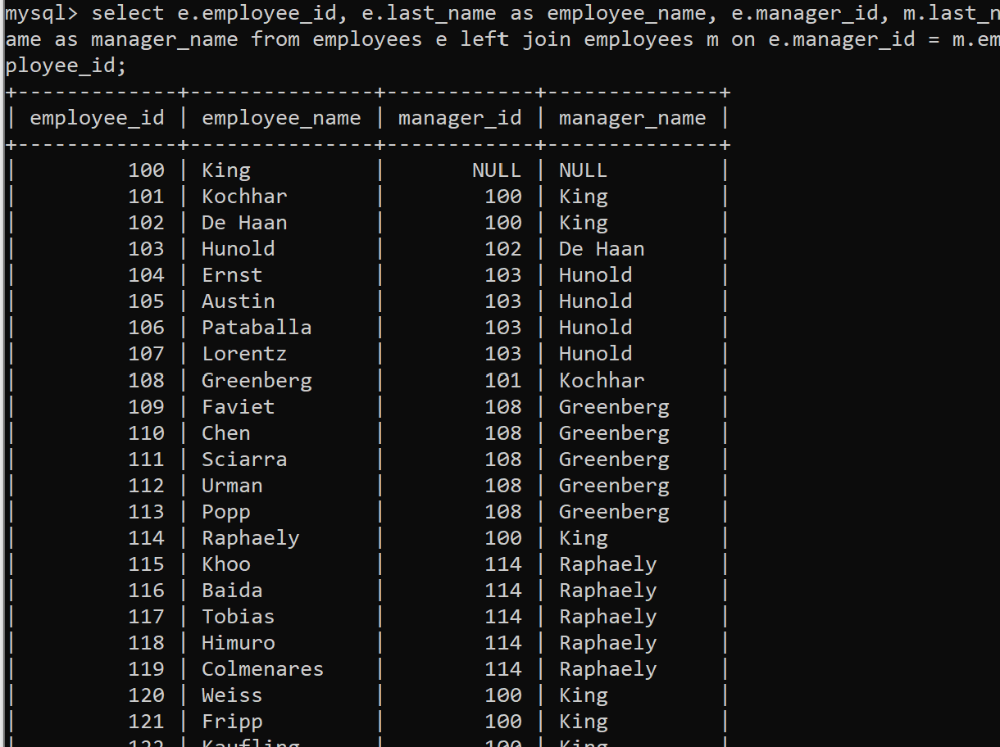 mysql> select e.employee_id, e.last_name as employee_name, e.manager_id, m.last_n
ame as manager_name from employees e left join employees m on e.manager_id = m.em
ployee_id;
+-------------+---------------+------------+--------------+
| employee_id | employee_name | manager_id | manager_name |
+-------------+---------------+------------+--------------+
|         100 | King          |       NULL | NULL         |
|         101 | Kochhar       |        100 | King         |
|         102 | De Haan       |        100 | King         |
|         103 | Hunold        |        102 | De Haan      |
|         104 | Ernst         |        103 | Hunold       |
|         105 | Austin        |        103 | Hunold       |
|         106 | Pataballa     |        103 | Hunold       |
|         107 | Lorentz       |        103 | Hunold       |
|         108 | Greenberg     |        101 | Kochhar      |
|         109 | Faviet        |        108 | Greenberg    |
|         110 | Chen          |        108 | Greenberg    |
|         111 | Sciarra       |        108 | Greenberg    |
|         112 | Urman         |        108 | Greenberg    |
|         113 | Popp          |        108 | Greenberg    |
|         114 | Raphaely      |        100 | King         |
|         115 | Khoo          |        114 | Raphaely     |
|         116 | Baida         |        114 | Raphaely     |
|         117 | Tobias        |        114 | Raphaely     |
|         118 | Himuro        |        114 | Raphaely     |
|         119 | Colmenares    |        114 | Raphaely     |
|         120 | Weiss         |        100 | King         |
|         121 | Fripp         |        100 | King         |
|         122 | Kaufling      |        100 | King         |